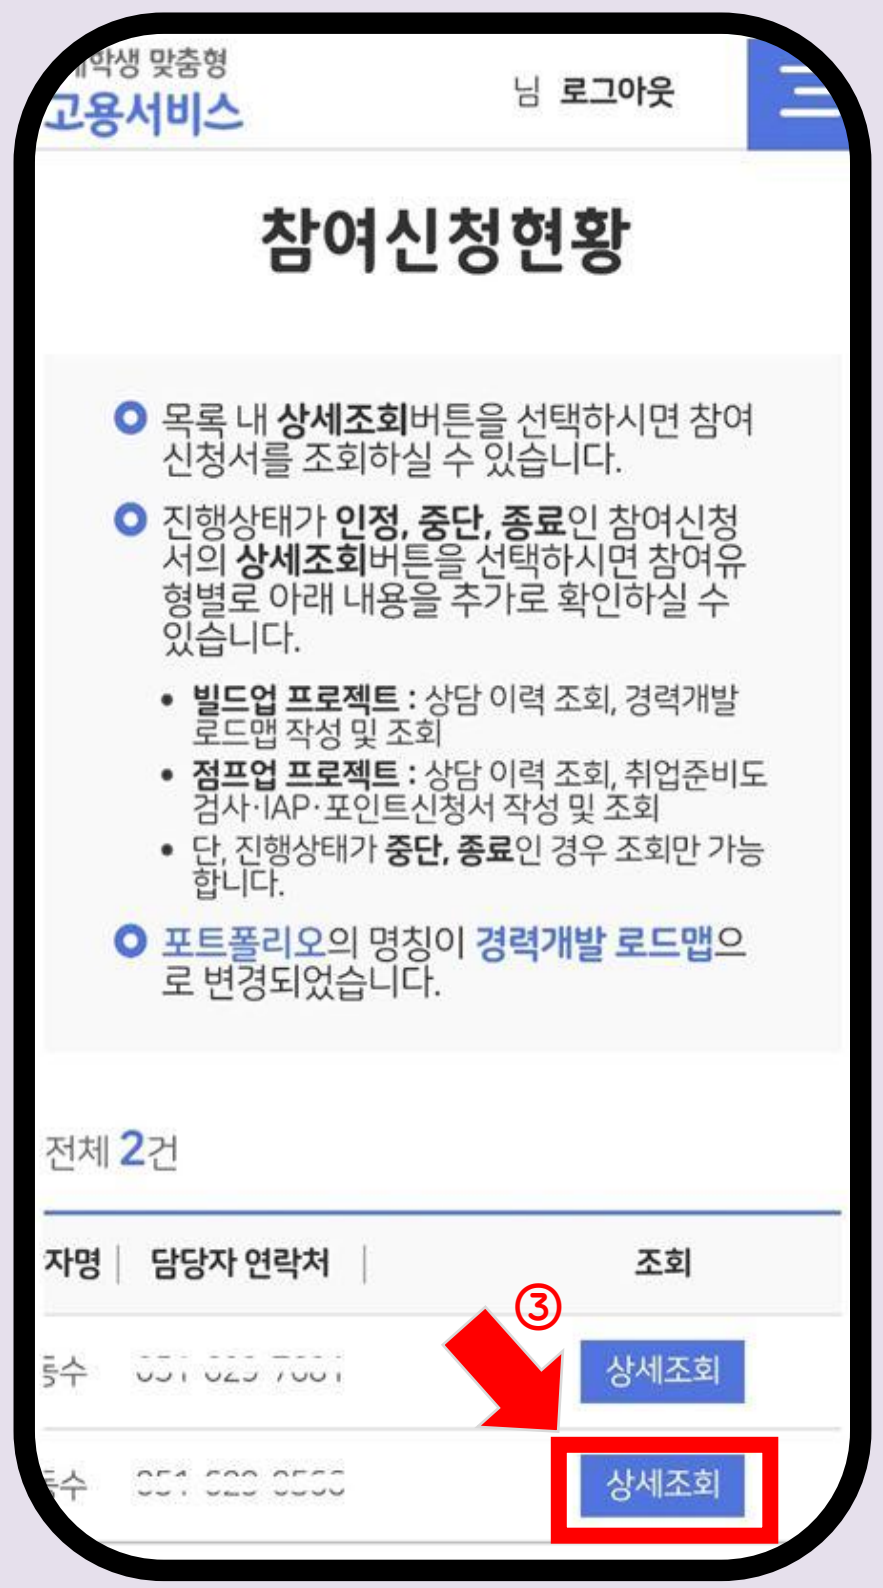 학생 맞춤형
고용서비스
님 로그아웃
참여신청현황
목록 내 상세조회버튼을 선택하시면 참여
신청서를 조회하실 수 있습니다.
진행상태가 인정, 중단, 종료인 참여신청
서의 상세조회버튼을 선택하시면 참여유
형별로 아래 내용을 추가로 확인하실 수
있습니다.
• 빌드업 프로젝트 : 상담 이력 조회, 경력개발
로드맵 작성 및 조회
• 점프업 프로젝트 : 상담 이력 조회, 취업준비도
검사·IAP·포인트신청서 작성 및 조회
• 단, 진행상태가 중단, 종료인 경우 조회만 가능
합니다.
포트폴리오의 명칭이 경력개발 로드맵으
로 변경되었습니다.
전체 2건
자명 담당자 연락처 조회
③
수 상세조회
수 상세조회